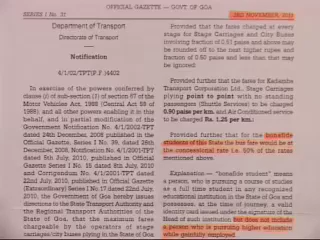 OFFICIAL GAZETTE — GOVT. OF GOA
SERIES I No. 31
24TH NOVEMBER, 2011
Department of Transport
Directorate of Transport
Notification
4/1/02/TPT(P.F.)4402
In exercise of the powers conferred by
clause (i) of sub-section (1) of section 67 of the
Motor Vehicles Act, 1988 (Central Act 59 of
1988) and all other powers enabling it in this
behalf, and in partial modification of the
Government Notification No. 4/1/2002-TPT
dated 24th December, 2008 published in the
Official Gazette, Series I No. 39, dated 26th
December, 2008, Notification No. 4/1/2001-TPT
dated 5th July, 2010, published in Official
Gazette Series I No. 15 dated 8th July, 2010
and Corrigendum No. 4/1/2001-TPT dated
22nd July, 2010, published in Official Gazette
(Extraordinary) Series I No. 17 dated 22nd July,
2010, the Government of Goa hereby issues
directions to the State Transport Authority and
the Regional Transport Authorities of the
State of Goa, that the maximum fares
chargeable by the operators of stage
carriages/city buses plying in the State of Goa,
Provided that the fares charged at every
stage for Stage Carriages and City Buses
involving fraction of 0.51 paise and above may
be rounded off to the next higher rupees and
fraction of 0.50 paise and less than that may
be ignored.
Provided further that the fares for Kadamba
Transport Corporation Ltd., Stage Carriages
plying point to point with no standing
passengers (Shuttle Services) to be charged
0.90 paise per km. and Air Conditioned service
to be charged Rs. 1.25 per km.:
Provided further that for the bonafide
students of this State the bus fare would be at
the concessional rate i.e. 50% of the rates
mentioned above.
Explanation — "bonafide student" means a
person, who is pursuing a course of studies as
a full time student in any recognised
educational institution in the State of Goa and
possesses, at the time of journey, a valid
identity card issued under the signature of the
Head of such institution but does not include
a person who is pursuing higher education
while gainfully employed